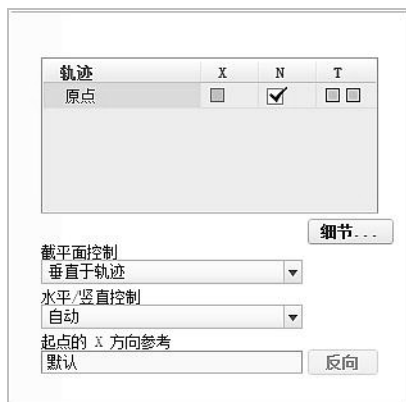 轨迹 X N T
原点
细节...
截平面控制
垂直于轨迹
水平/竖直控制
自动
起点的 X 方向参考
默认 反向